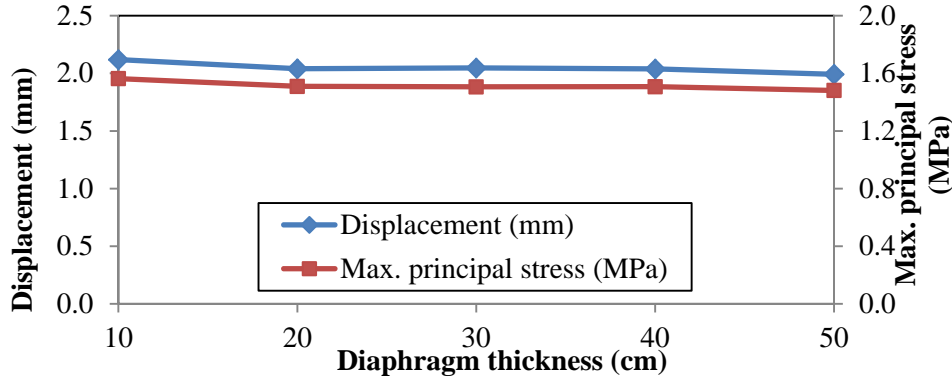 2.5
2.0
1.5
1.0
0.5
0.0
Displacement (mm)
2.0
1.6
1.2
0.8
0.4
0.0
Max. principal stress
(MPa)
Displacement (mm)
Max. principal stress (MPa)
10 20 30 40 50
Diaphragm thickness (cm)